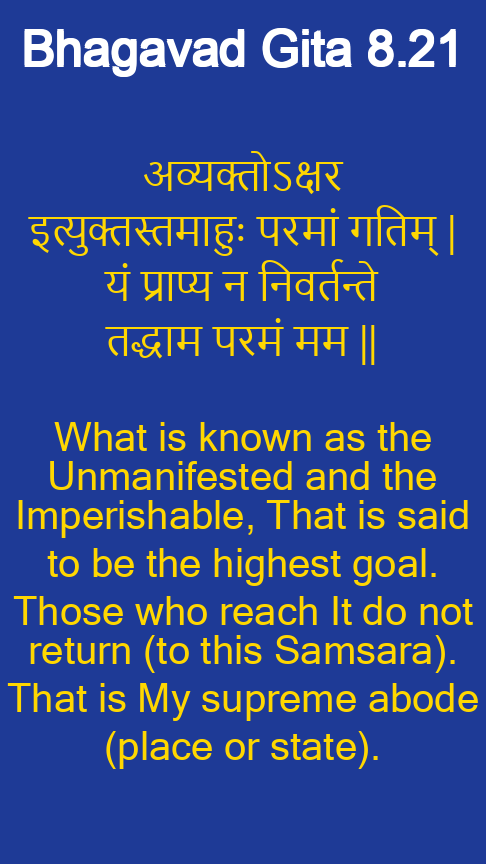 Bhagavad Gita 8.21
अव्यक्तोऽक्षर
इत्युक्तस्तमाहुः परमां गतिम् |
यं प्राप्य न निवर्तन्ते
तद्धाम परमं मम ||
What is known as the
Unmanifested and the
Imperishable, That is said
to be the highest goal.
Those who reach It do not
return (to this Samsara).
That is My supreme abode
(place or state).